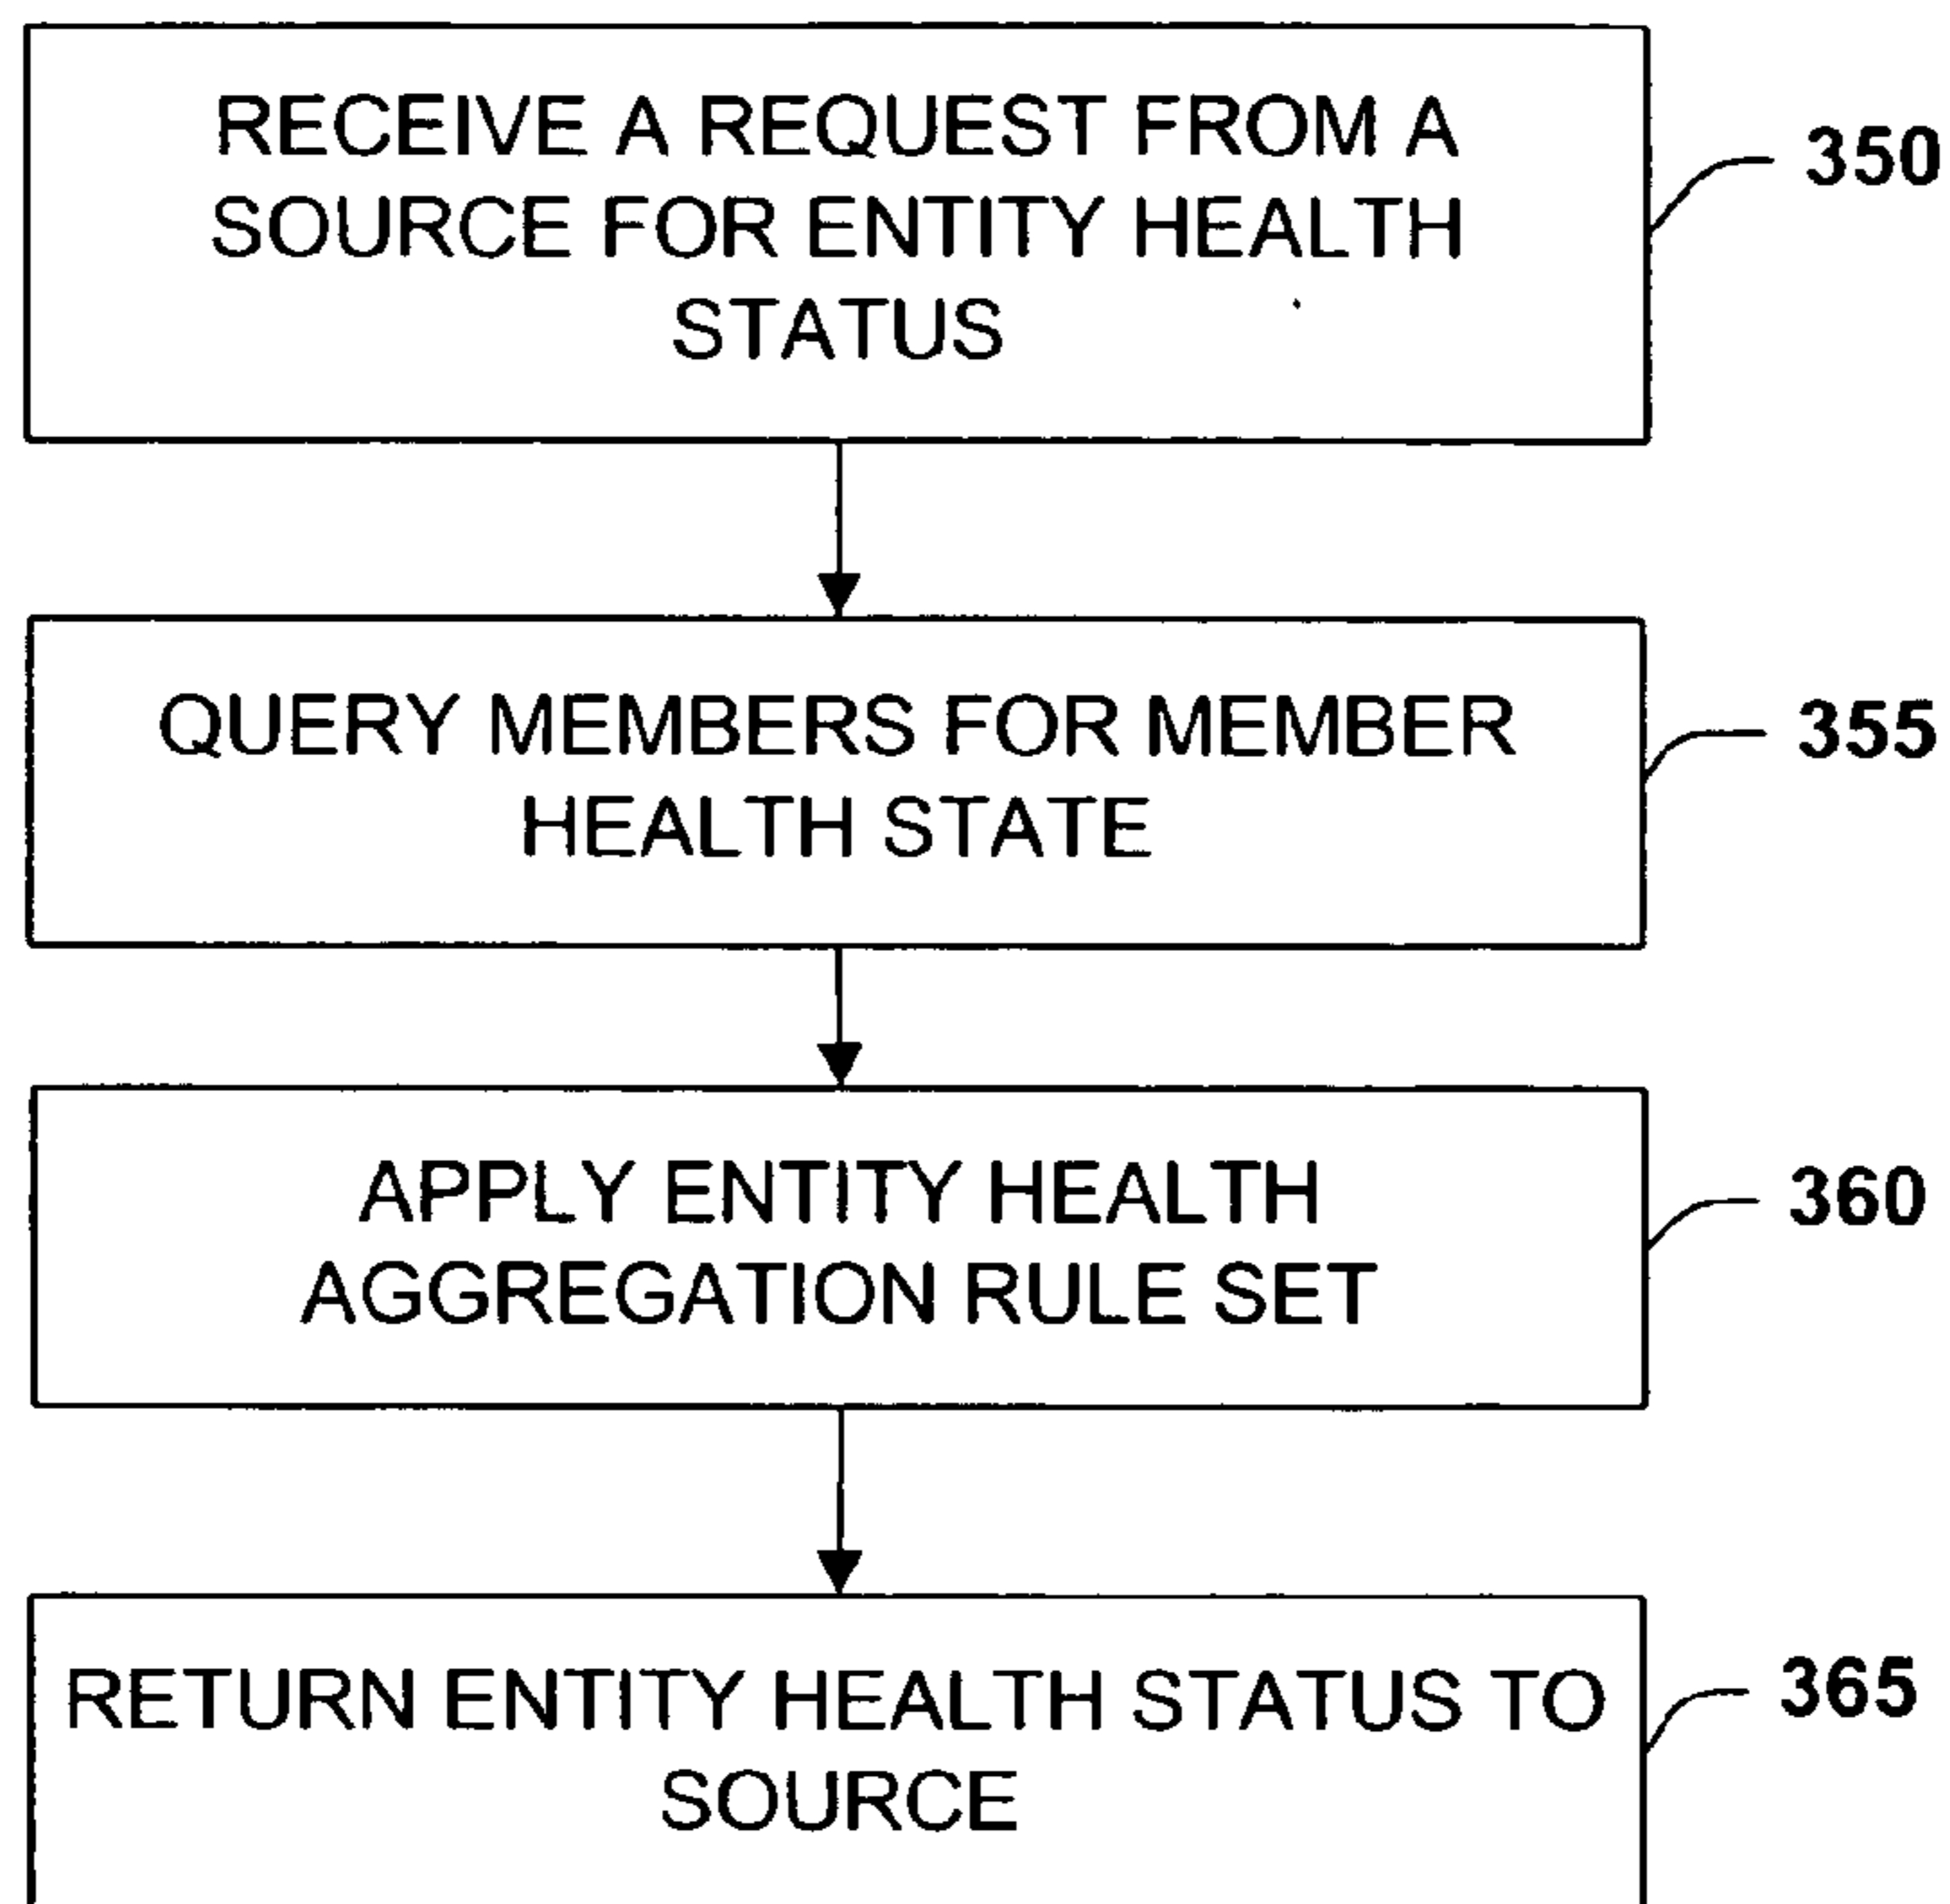 RECEIVE A REQUEST FROM A
SOURCE FOR ENTITY HEALTH
STATUS
350
QUERY MEMBERS FOR MEMBER
HEALTH STATE
355
APPLY ENTITY HEALTH
AGGREGATION RULE SET
360
RETURN ENTITY HEALTH STATUS TO
SOURCE
365